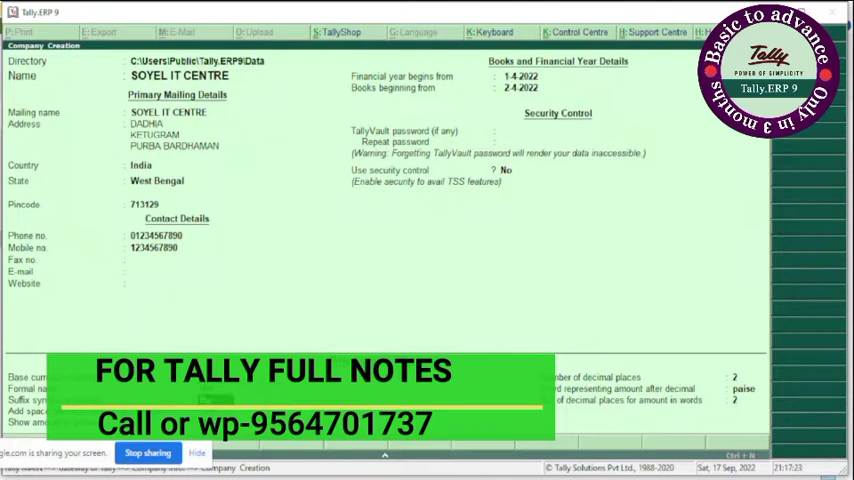 Tally.ERP 9
P:Print E:Export M:E-Mail O:Upload S:TallyShop G:Language K:Keyboard K:Control Centre H:Support Centre
Company Creation
Directory : C:\Users\Public\Tally.ERP9\Data
Name : SOYEL IT CENTRE
Primary Mailing Details
Mailing name : SOYEL IT CENTRE
Address : DADHIA
KETUGRAM
PURBA BARDHAMAN
Country : India
State : West Bengal
Pincode : 713129
Contact Details
Phone no. : 01234567890
Mobile no. : 1234567890
Fax no. :
E-mail :
Website :
Books and Financial Year Details
Financial year begins from : 1-4-2022
Books beginning from : 2-4-2022
Security Control
TallyVault password (if any) :
Repeat password :
(Warning: Forgetting TallyVault password will render your data inaccessible.)
Use security control ? No
(Enable security to avail TSS features)
Basic to advance
Tally
POWER OF SIMPLICITY
Tally.ERP 9
Only in 3 months
Base
Formal
Suffix
Add space
Show
Number of decimal places : 2
representing amount after decimal : paise
of decimal places for amount in words : 2
FOR TALLY FULL NOTES
Call or wp-9564701737
gle.com is sharing your screen. Stop sharing Hide
Ctrl + N
Gateway of Tally Company Creation © Tally Solutions Pvt Ltd., 1988-2020 Sat, 17 Sep, 2022 21:17:23